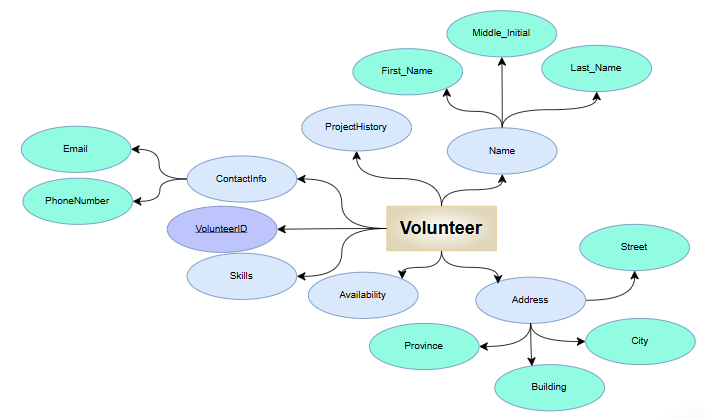 Middle_Initial
First_Name
Last_Name
ProjectHistory
Name
Email
ContactInfo
PhoneNumber
VolunteerID
Volunteer
Street
Skills
Availability
Address
Province
City
Building